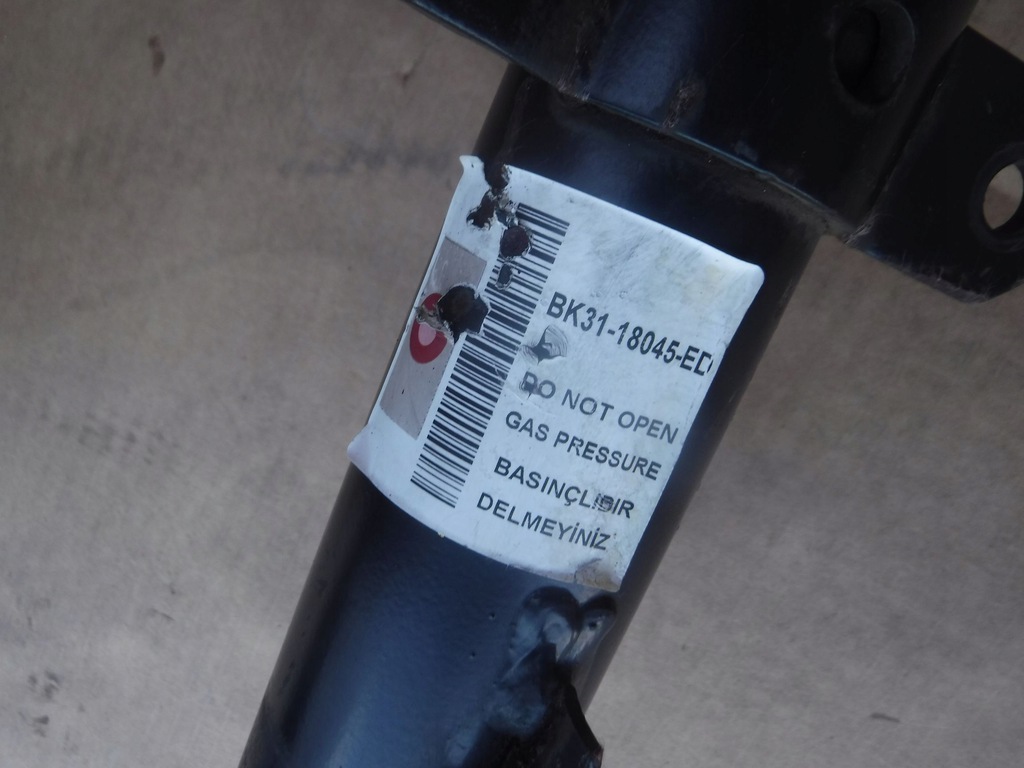 BK31-18045-ED
DO NOT OPEN
GAS PRESSURE
BASINÇLIDIR
DELMEYİNİZ